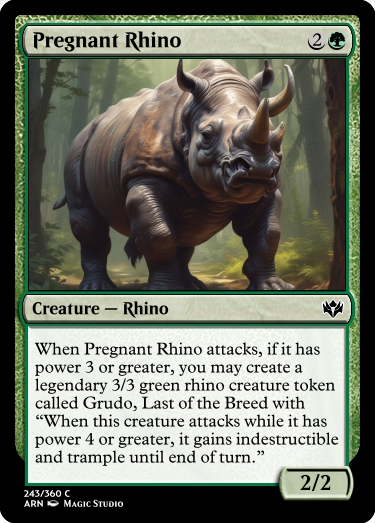 Pregnant Rhino 2
Creature — Rhino
When Pregnant Rhino attacks, if it has
power 3 or greater, you may create a
legendary 3/3 green rhino creature token
called Grudo, Last of the Breed with
“When this creature attacks while it has
power 4 or greater, it gains indestructible
and trample until end of turn.”
2/2
243/360 C
ARN Magic Studio